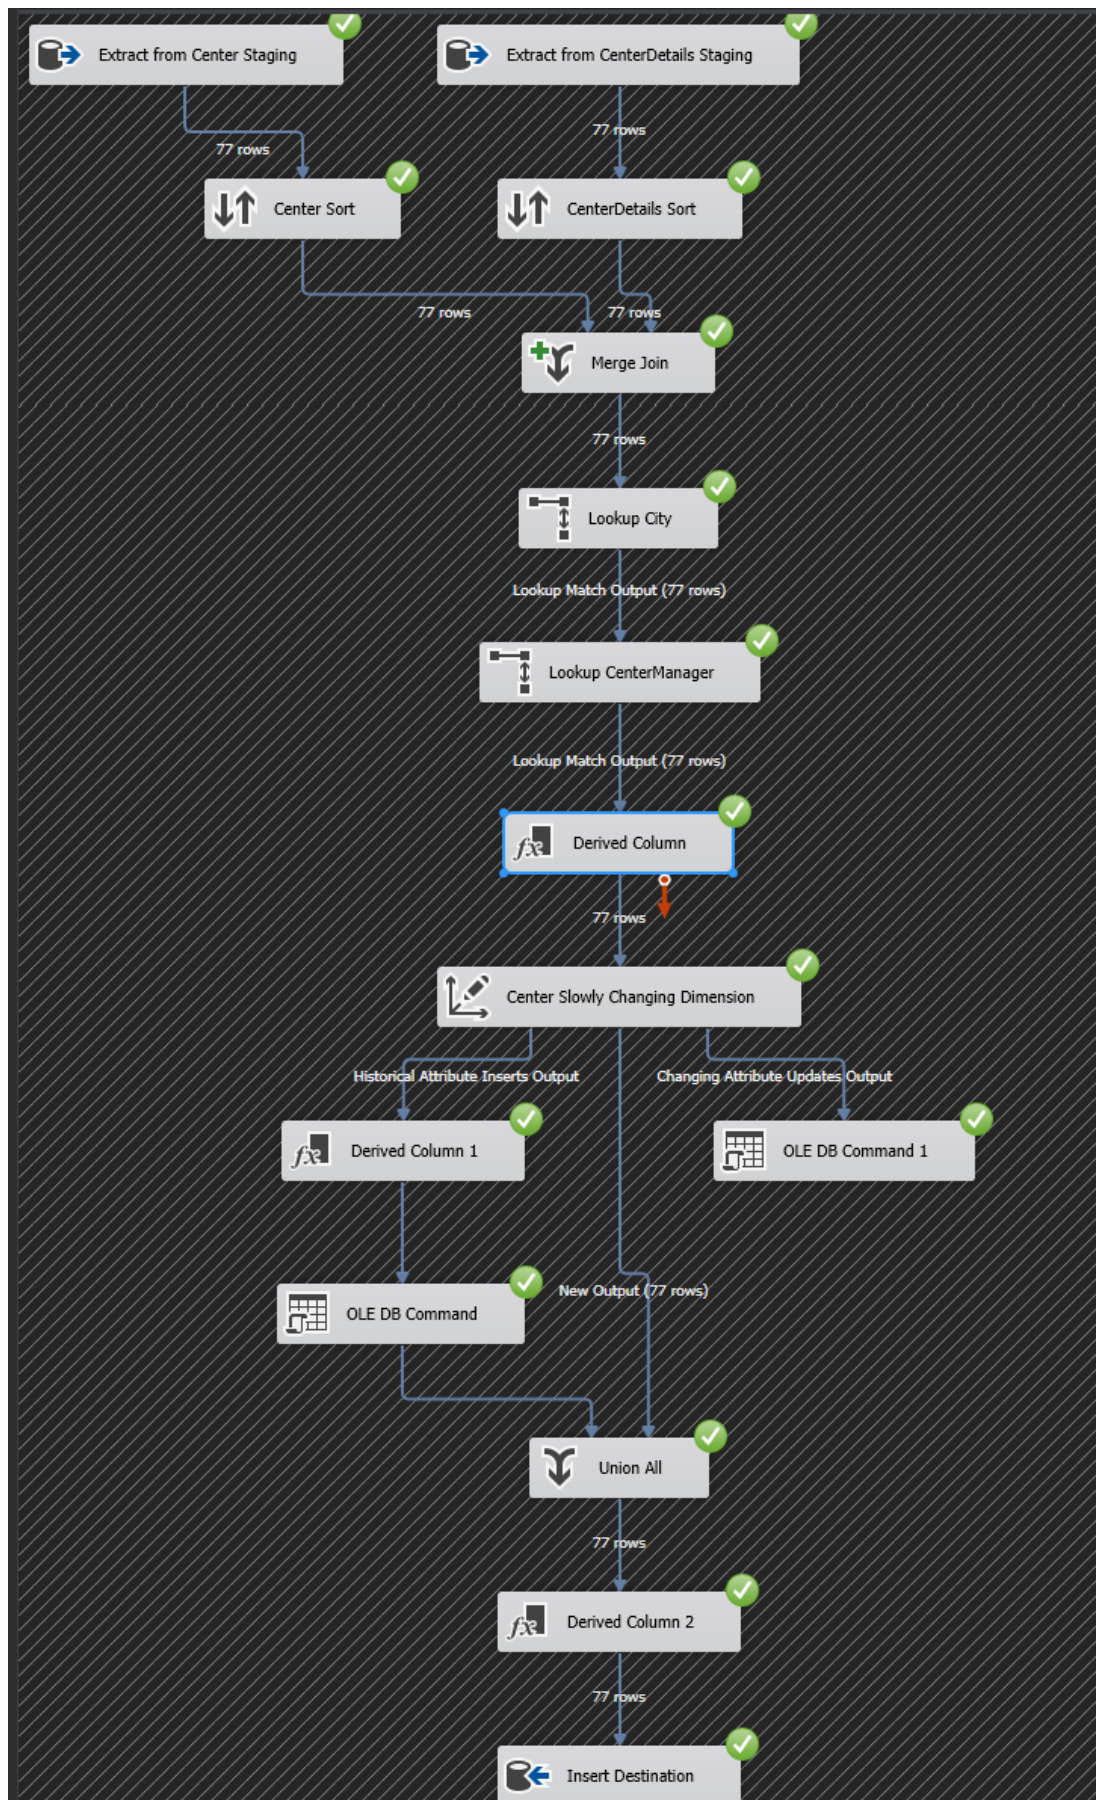 Extract from Center Staging
Extract from CenterDetails Staging
77 rows
77 rows
Center Sort
CenterDetails Sort
77 rows
77 rows
Merge Join
77 rows
Lookup City
Lookup Match Output (77 rows)
Lookup CenterManager
Lookup Match Output (77 rows)
fx
Derived Column
77 rows
Center Slowly Changing Dimension
Historical Attribute Inserts Output
Changing Attribute Updates Output
fx
Derived Column 1
OLE DB Command 1
New Output (77 rows)
OLE DB Command
Union All
77 rows
fx
Derived Column 2
77 rows
Insert Destination